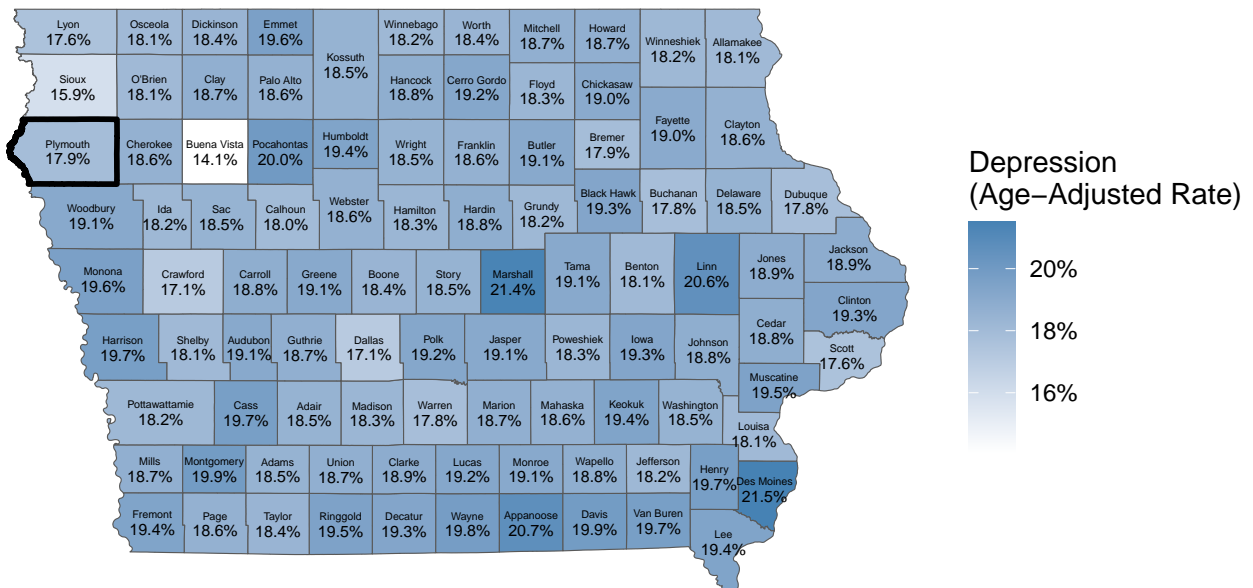 Lyon
17.6%
Osceola
18.1%
Dickinson
18.4%
Emmet
19.6%
Kossuth
18.5%
Winnebago
18.2%
Worth
18.4%
Mitchell
18.7%
Howard
18.7%
Winneshiek
18.2%
Allamakee
18.1%
Sioux
15.9%
O'Brien
18.1%
Clay
18.7%
Palo Alto
18.6%
Hancock
18.8%
Cerro Gordo
19.2%
Floyd
18.3%
Chickasaw
19.0%
Fayette
19.0%
Clayton
18.6%
Plymouth
17.9%
Cherokee
18.6%
Buena Vista
14.1%
Pocahontas
20.0%
Humboldt
19.4%
Wright
18.5%
Franklin
18.6%
Butler
19.1%
Bremer
17.9%
Woodbury
19.1%
Ida
18.2%
Sac
18.5%
Calhoun
18.0%
Webster
18.6%
Hamilton
18.3%
Hardin
18.8%
Grundy
18.2%
Black Hawk
19.3%
Buchanan
17.8%
Delaware
18.5%
Dubuque
17.8%
Monona
19.6%
Crawford
17.1%
Carroll
18.8%
Greene
19.1%
Boone
18.4%
Story
18.5%
Marshall
21.4%
Tama
19.1%
Benton
18.1%
Linn
20.6%
Jones
18.9%
Jackson
18.9%
Clinton
19.3%
Harrison
19.7%
Shelby
18.1%
Audubon
19.1%
Guthrie
18.7%
Dallas
17.1%
Polk
19.2%
Jasper
19.1%
Poweshiek
18.3%
Iowa
19.3%
Johnson
18.8%
Cedar
18.8%
Scott
17.6%
Muscatine
19.5%
Pottawattamie
18.2%
Cass
19.7%
Adair
18.5%
Madison
18.3%
Warren
17.8%
Marion
18.7%
Mahaska
18.6%
Keokuk
19.4%
Washington
18.5%
Louisa
18.1%
Mills
18.7%
Montgomery
19.9%
Adams
18.5%
Union
18.7%
Clarke
18.9%
Lucas
19.2%
Monroe
19.1%
Wapello
18.8%
Jefferson
18.2%
Henry
19.7%
Des Moines
21.5%
Fremont
19.4%
Page
18.6%
Taylor
18.4%
Ringgold
19.5%
Decatur
19.3%
Wayne
19.8%
Appanoose
20.7%
Davis
19.9%
Van Buren
19.7%
Lee
19.4%
Depression
(Age−Adjusted Rate)
20%
18%
16%